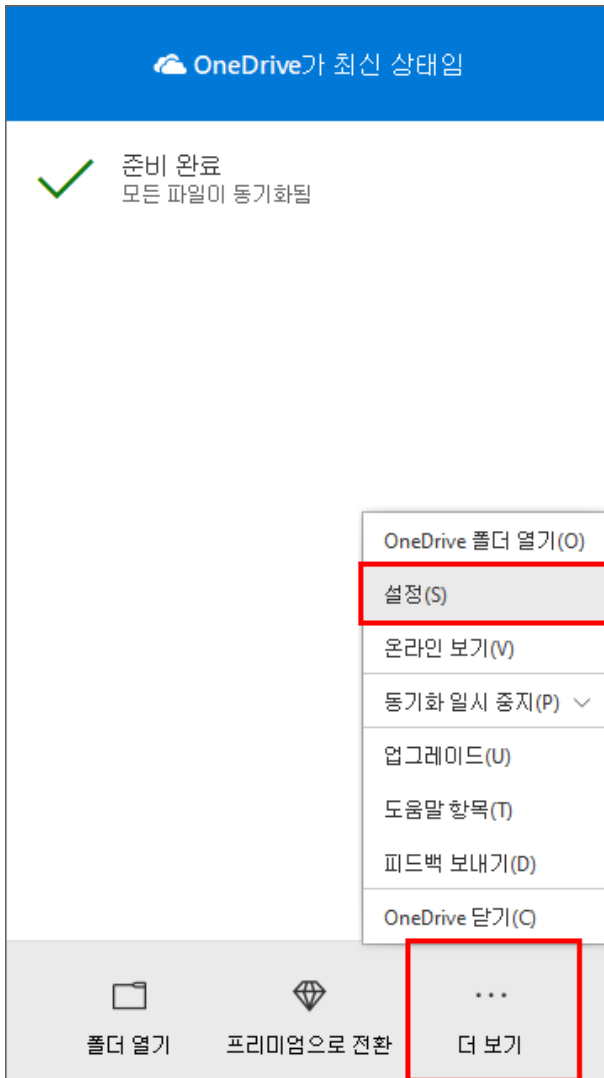 OneDrive가 최신 상태임
준비 완료
모든 파일이 동기화됨
OneDrive 폴더 열기(O)
설정(S)
온라인 보기(V)
동기화 일시 중지(P)
업그레이드(U)
도움말 항목(T)
피드백 보내기(D)
OneDrive 닫기(C)
폴더 열기 프리미엄으로 전환 더 보기